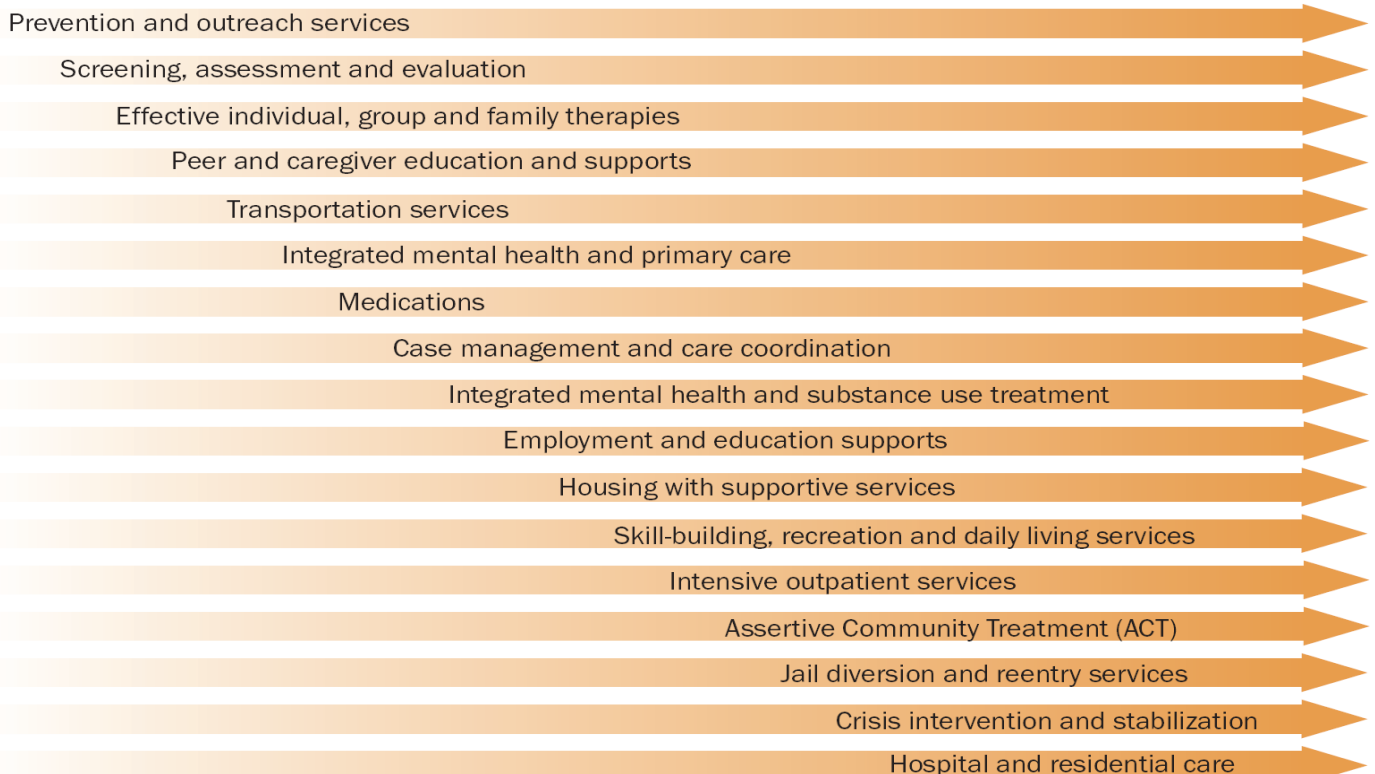 Prevention and outreach services
Screening, assessment and evaluation
Effective individual, group and family therapies
Peer and caregiver education and supports
Transportation services
Integrated mental health and primary care
Medications
Case management and care coordination
Integrated mental health and substance use treatment
Employment and education supports
Housing with supportive services
Skill-building, recreation and daily living services
Intensive outpatient services
Assertive Community Treatment (ACT)
Jail diversion and reentry services
Crisis intervention and stabilization
Hospital and residential care